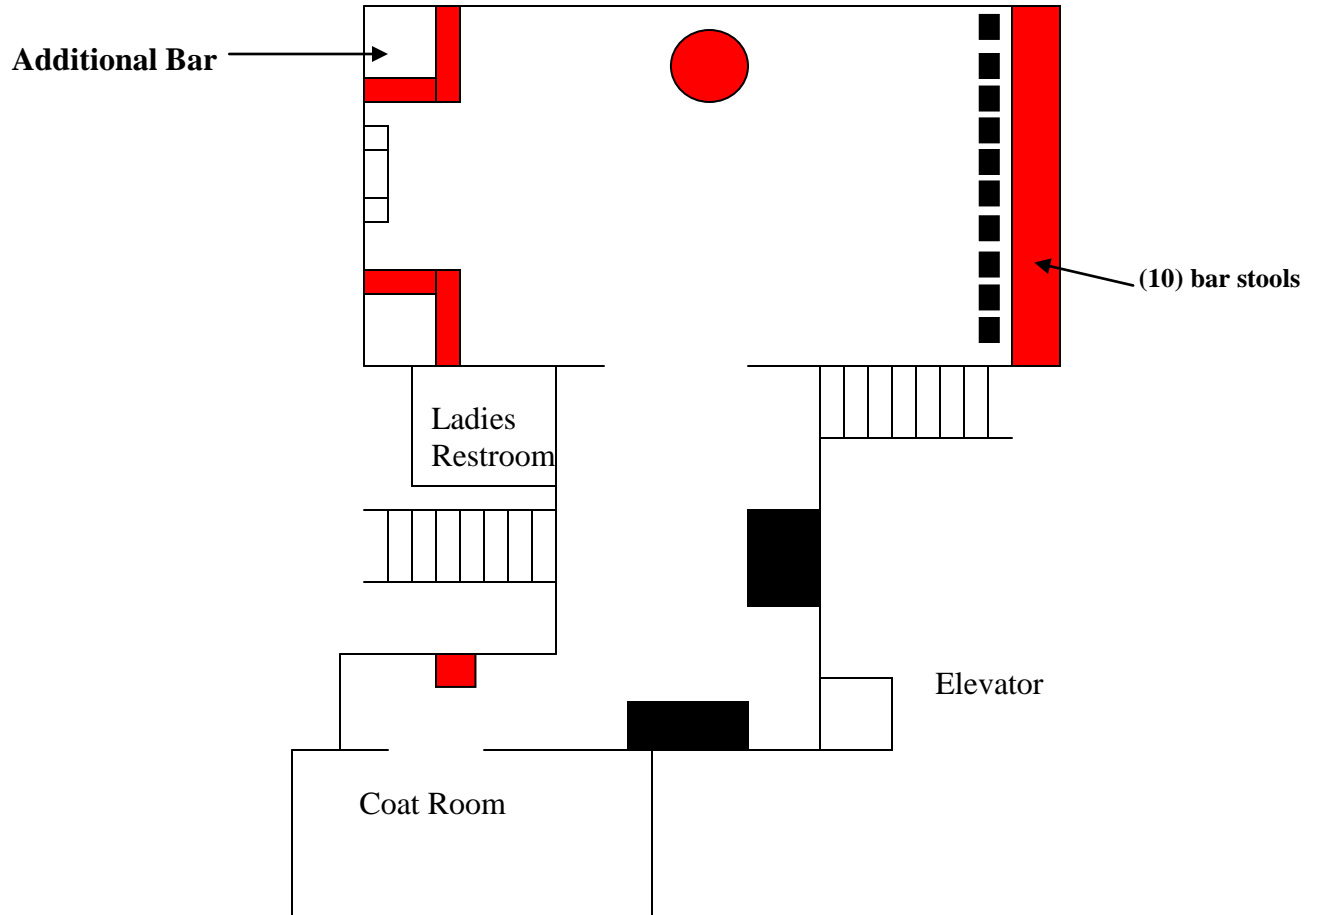 Additional Bar
(10) bar stools
Ladies
Restroom
Elevator
Coat Room